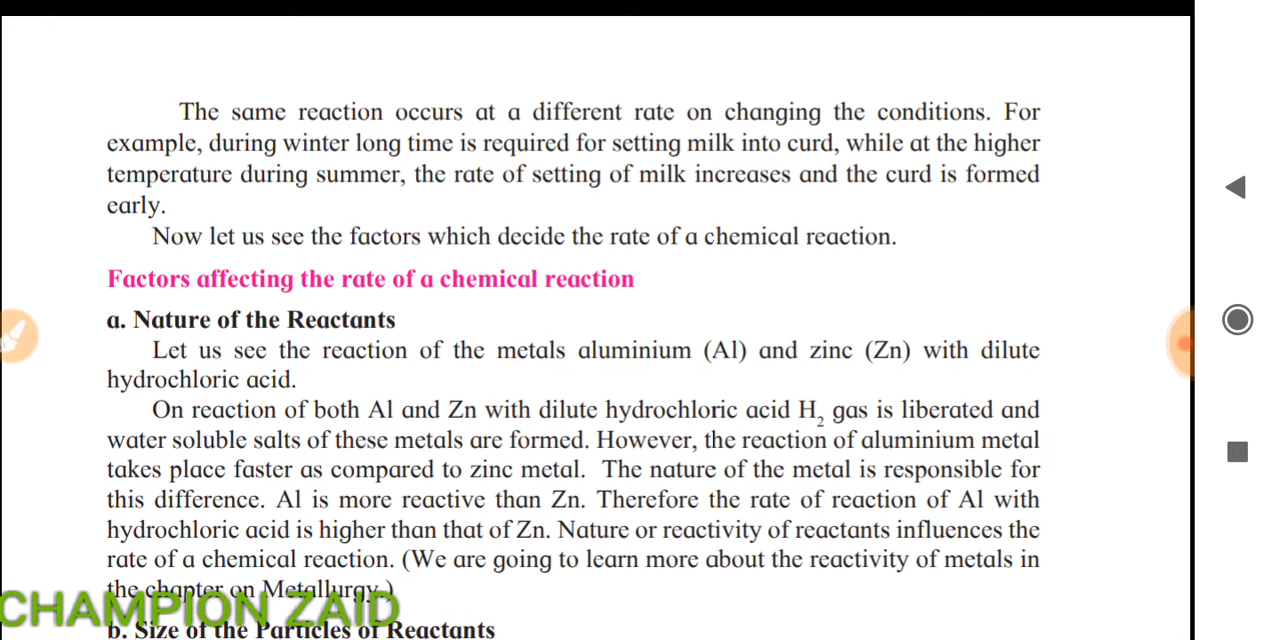 The same reaction occurs at a different rate on changing the conditions. For
example, during winter long time is required for setting milk into curd, while at the higher
temperature during summer, the rate of setting of milk increases and the curd is formed
early.
Now let us see the factors which decide the rate of a chemical reaction.
Factors affecting the rate of a chemical reaction
a. Nature of the Reactants
Let us see the reaction of the metals aluminium (Al) and zinc (Zn) with dilute
hydrochloric acid.
On reaction of both Al and Zn with dilute hydrochloric acid H₂ gas is liberated and
water soluble salts of these metals are formed. However, the reaction of aluminium metal
takes place faster as compared to zinc metal. The nature of the metal is responsible for
this difference. Al is more reactive than Zn. Therefore the rate of reaction of Al with
hydrochloric acid is higher than that of Zn. Nature or reactivity of reactants influences the
rate of a chemical reaction. (We are going to learn more about the reactivity of metals in
the chapter on Metallurgy.)
CHAMPION ZAID
b. Size of the Particles of Reactants